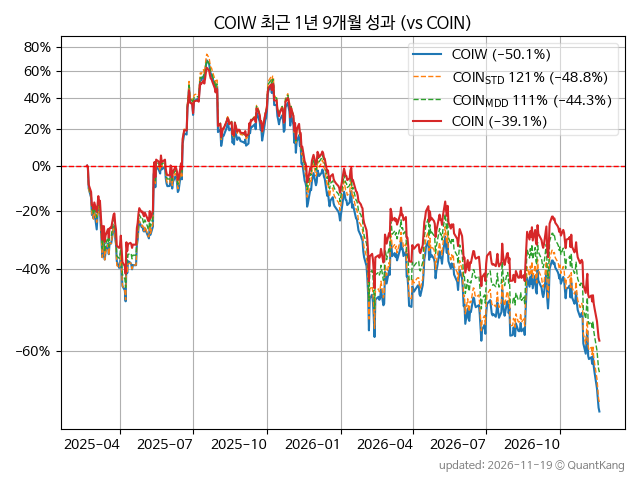 COIW 최근 1년 9개월 성과 (vs COIN)
80%
60%
40%
20%
0%
−20%
−40%
−60%
COIW (−50.1%)
COINSTD 121% (−48.8%)
COINMDD 111% (−44.3%)
COIN (−39.1%)
2025−04 2025−07 2025−10 2026−01 2026−04 2026−07 2026−10
updated: 2026−11−19 © QuantKang